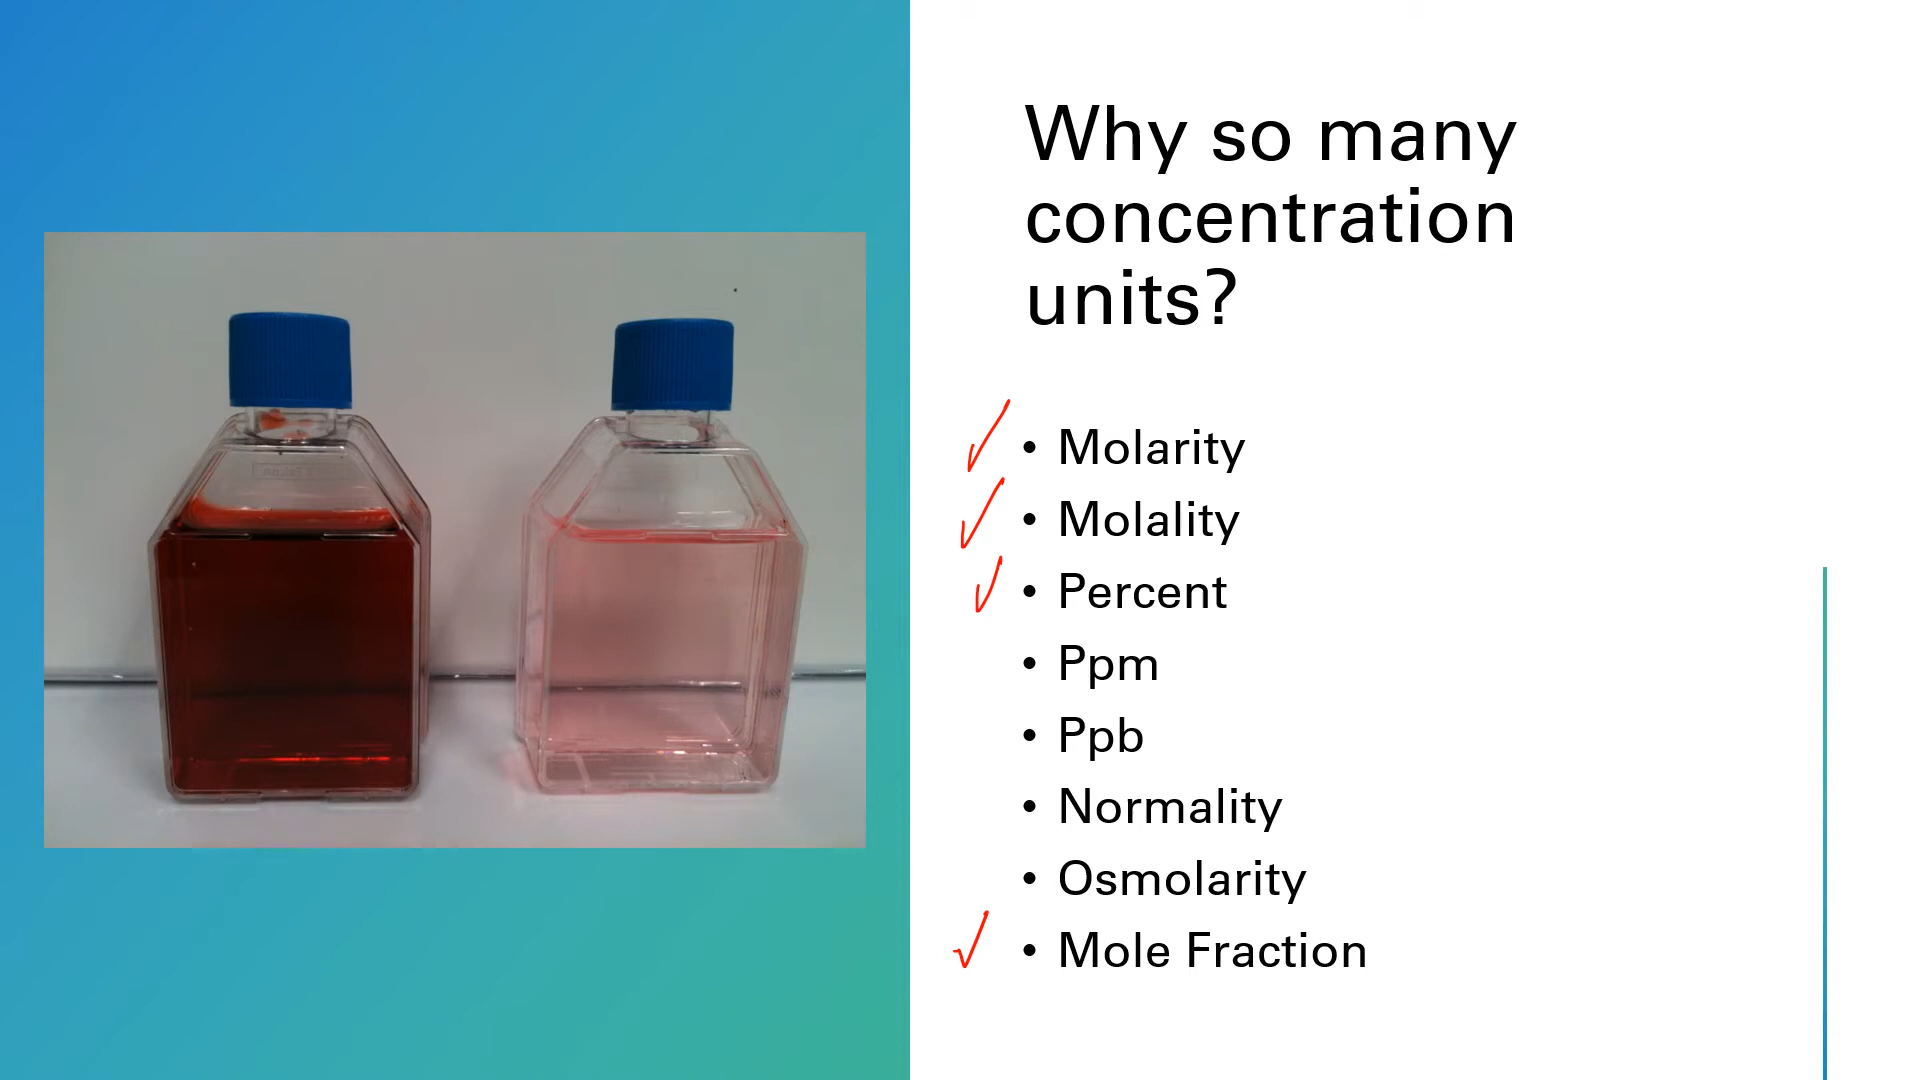 Why so many
concentration
units?
• Molarity
• Molality
• Percent
• Ppm
• Ppb
• Normality
• Osmolarity
• Mole Fraction